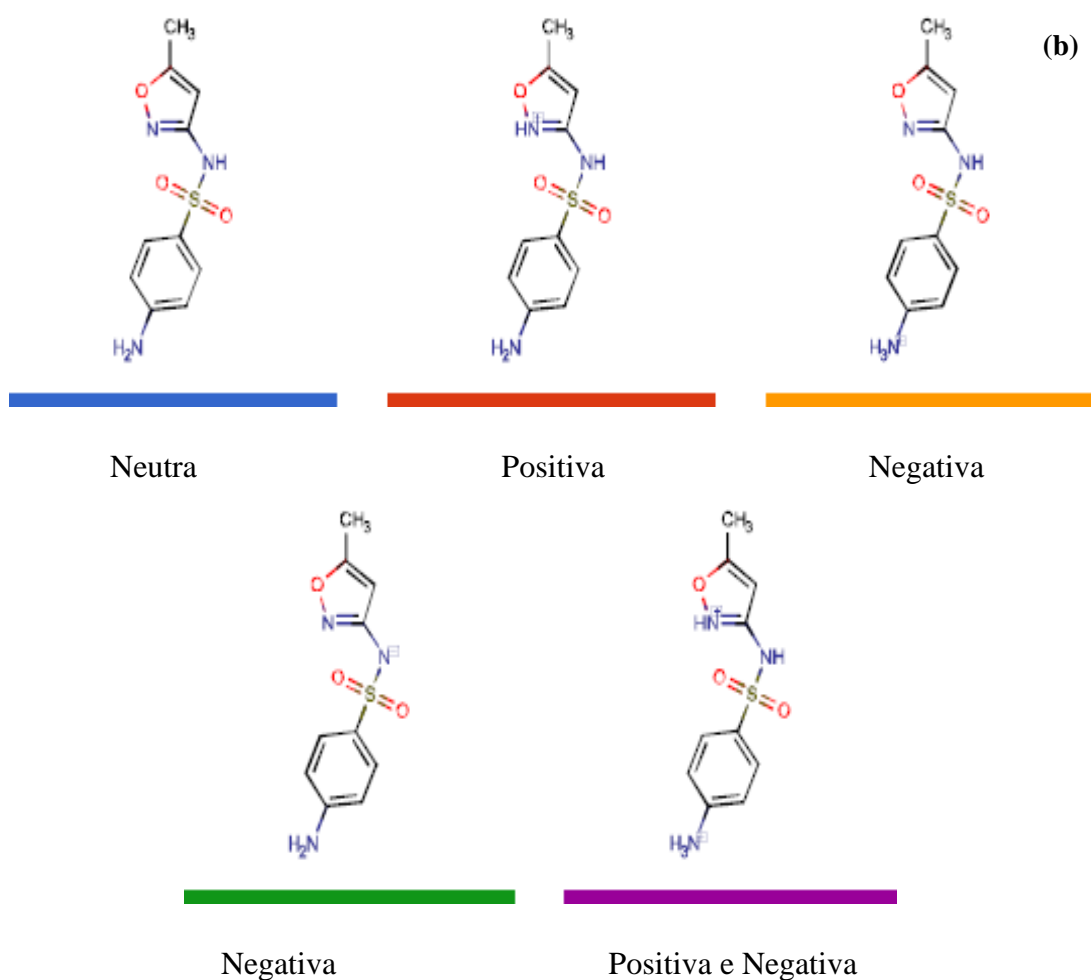 (b)
CH₃ CH₃ CH₃
O O O
N HN N
NH NH NH
O O O
S S S
O O O
H₂N H₂N H₃N
Neutra Positiva Negativa
CH₃ CH₃
O O
N HN⁺
N⁻ NH
O O
S S
O O
H₂N H₃N
Negativa Positiva e Negativa